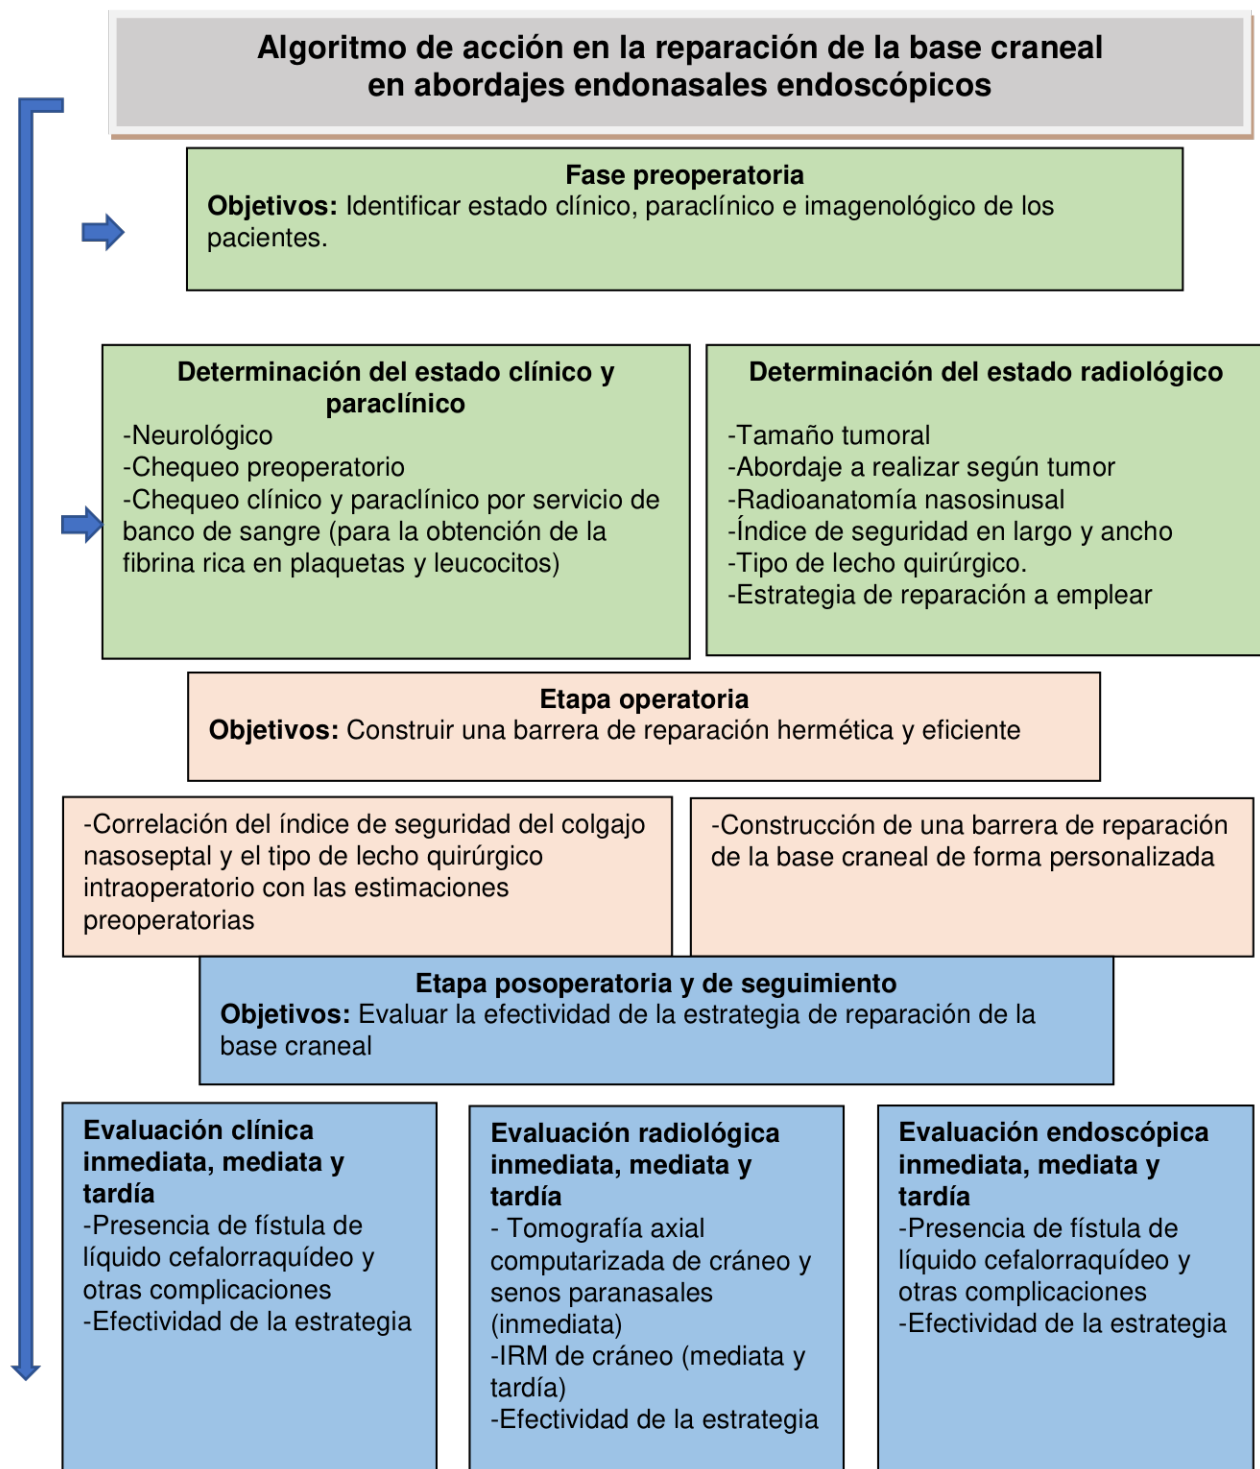 Algoritmo de acción en la reparación de la base craneal
en abordajes endonasales endoscópicos
Fase preoperatoria
Objetivos: Identificar estado clínico, paraclínico e imagenológico de los
pacientes.
Determinación del estado clínico y
paraclínico
-Neurológico
-Chequeo preoperatorio
-Chequeo clínico y paraclínico por servicio de
banco de sangre (para la obtención de la
fibrina rica en plaquetas y leucocitos)
Determinación del estado radiológico
-Tamaño tumoral
-Abordaje a realizar según tumor
-Radioanatomía nasosinusal
-Índice de seguridad en largo y ancho
-Tipo de lecho quirúrgico.
-Estrategia de reparación a emplear
Etapa operatoria
Objetivos: Construir una barrera de reparación hermética y eficiente
-Correlación del índice de seguridad del colgajo
nasoseptal y el tipo de lecho quirúrgico
intraoperatorio con las estimaciones
preoperatorias
-Construcción de una barrera de reparación
de la base craneal de forma personalizada
Etapa posoperatoria y de seguimiento
Objetivos: Evaluar la efectividad de la estrategia de reparación de la
base craneal
Evaluación clínica
inmediata, mediata y
tardía
-Presencia de fístula de
líquido cefalorraquídeo y
otras complicaciones
-Efectividad de la estrategia
Evaluación radiológica
inmediata, mediata y
tardía
- Tomografía axial
computarizada de cráneo y
senos paranasales
(inmediata)
-IRM de cráneo (mediata y
tardía)
-Efectividad de la estrategia
Evaluación endoscópica
inmediata, mediata y
tardía
-Presencia de fístula de
líquido cefalorraquídeo y
otras complicaciones
-Efectividad de la estrategia